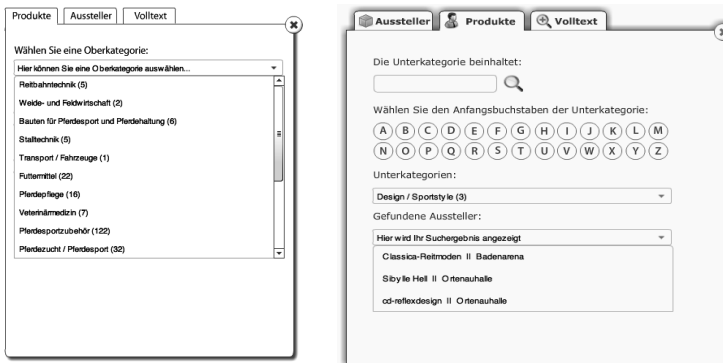 Produkte Aussteller Volltext
Wählen Sie eine Oberkategorie:
Hier können Sie eine Oberkategorie auswählen...
Reitbahntechnik (5)
Weide- und Feldwirtschaft (2)
Bauten für Pferdesport und Pferdehaltung (6)
Stalltechnik (5)
Transport / Fahrzeuge (1)
Futtermittel (22)
Pferdepflege (16)
Veterinärmedizin (7)
Pferdesportzubehör (122)
Pferdezucht / Pferdesport (32)
Aussteller Produkte Volltext
Die Unterkategorie beinhaltet:
Wählen Sie den Anfangsbuchstaben der Unterkategorie:
A B C D E F G H I J K L M
N O P Q R S T U V W X Y Z
Unterkategorien:
Design / Sportstyle (3)
Gefundene Aussteller:
Hier wird Ihr Suchergebnis angezeigt
Classica-Reitmoden II Badenarena
Sibylle Hell II Ortenauhalle
cd-reflexdesign II Ortenauhalle